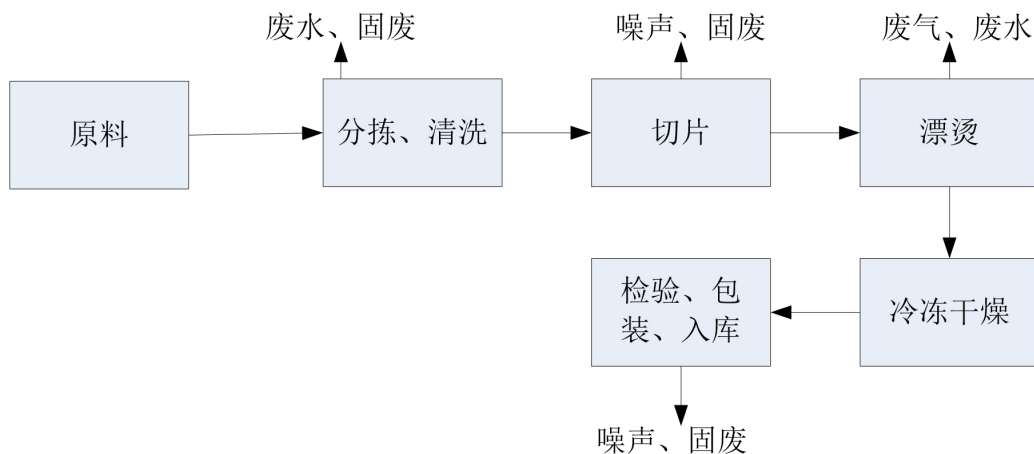 废水、固废
噪声、固废
废气、废水
原料
分拣、清洗
切片
漂烫
检验、包
装、入库
冷冻干燥
噪声、固废